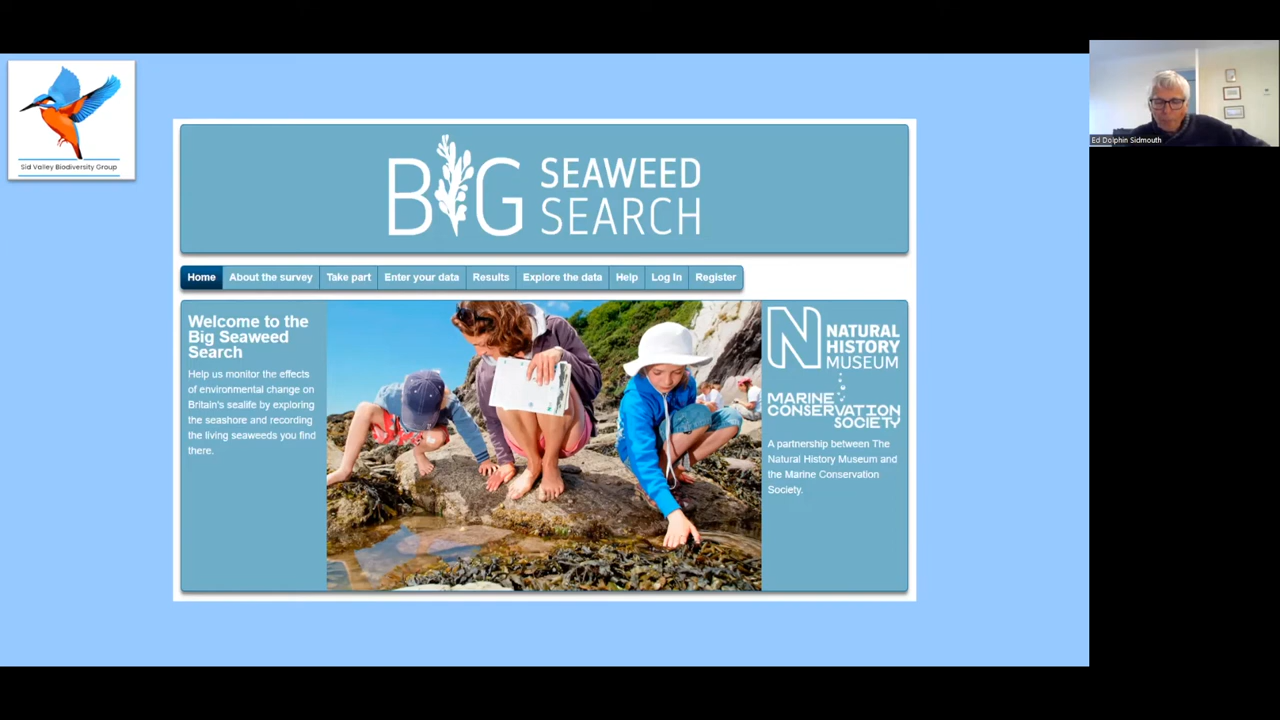 Sid Valley Biodiversity Group
BIG SEAWEED
SEARCH
Home About the survey Take part Enter your data Results Explore the data Help Log In Register
Welcome to the
Big Seaweed
Search
Help us monitor the effects
of environmental change on
Britain's sealife by exploring
the seashore and recording
the living seaweeds you find
there.
N NATURAL
HISTORY
MUSEUM
MARINE
CONSERVATION
SOCIETY
A partnership between The
Natural History Museum and
the Marine Conservation
Society.
Ed Dolphin Sidmouth